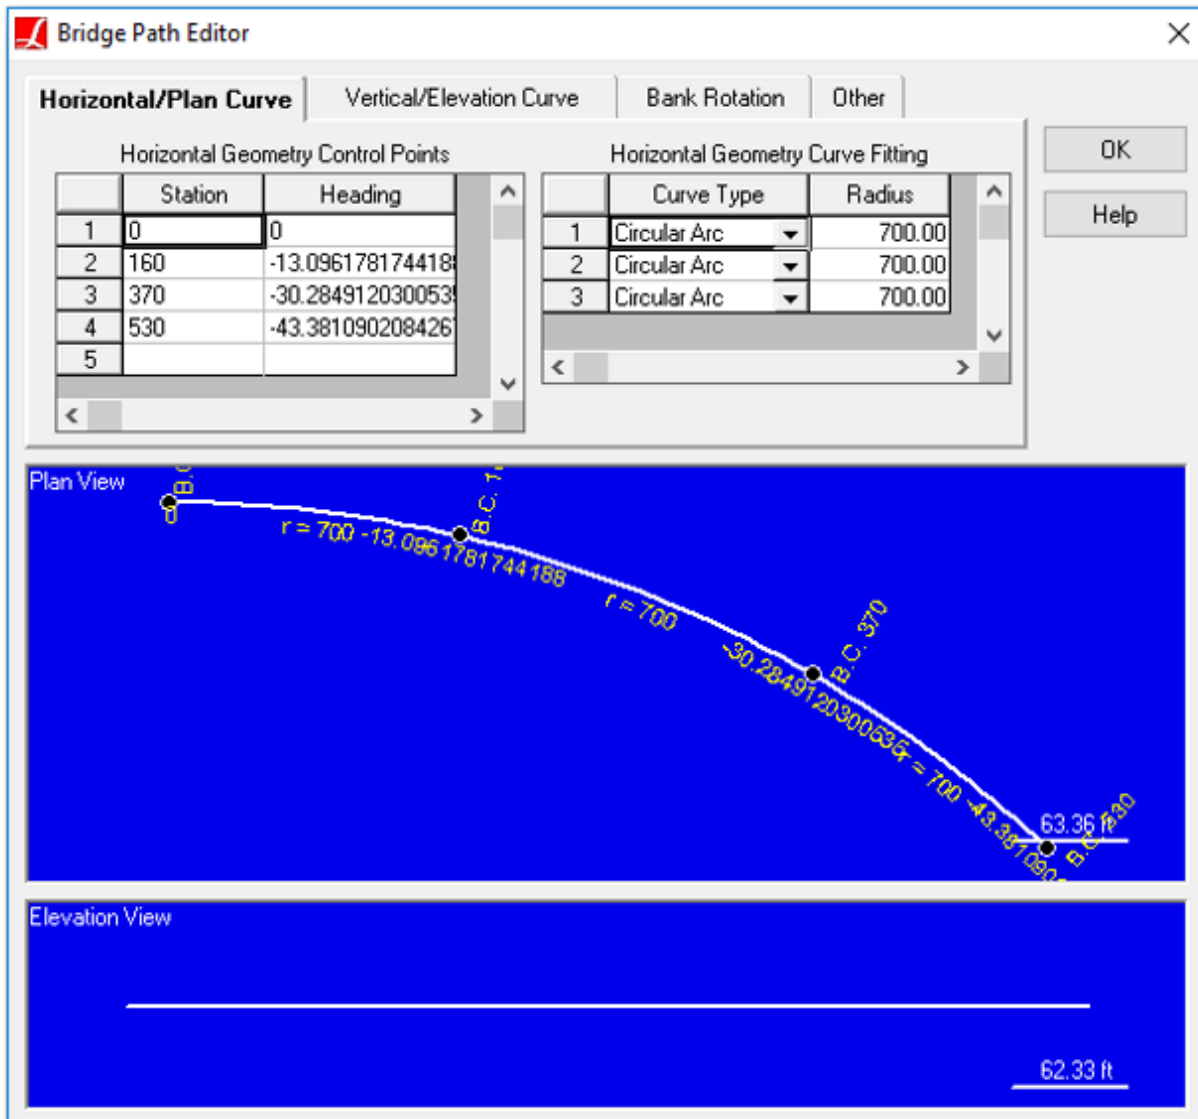 Bridge Path Editor
Horizontal/Plan Curve Vertical/Elevation Curve Bank Rotation Other
OK
Help
Horizontal Geometry Control Points
Station Heading
1 0 0
2 160 -13.0961781744188
3 370 -30.284912030053
4 530 -43.381090208426
5
Horizontal Geometry Curve Fitting
Curve Type Radius
1 Circular Arc 700.00
2 Circular Arc 700.00
3 Circular Arc 700.00
Plan View
0
r = 700
-13.0961781744188
B.C.
r = 700
-30.2849120300535
B.C. 370
r = 700
B.C. 530
63.36 ft
Elevation View
62.33 ft